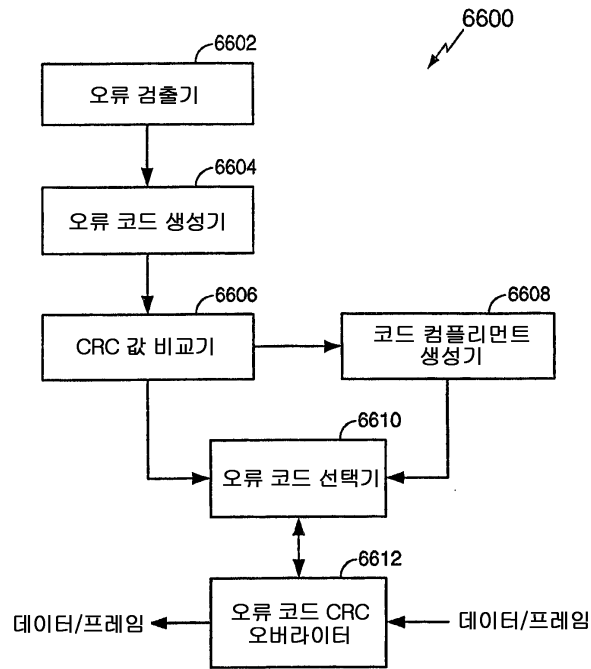 6600
6602
오류 검출기
6604
오류 코드 생성기
6606
CRC 값 비교기
6608
코드 컴플리먼트
생성기
6610
오류 코드 선택기
6612
데이터/프레임
오류 코드 CRC
오버라이터
데이터/프레임